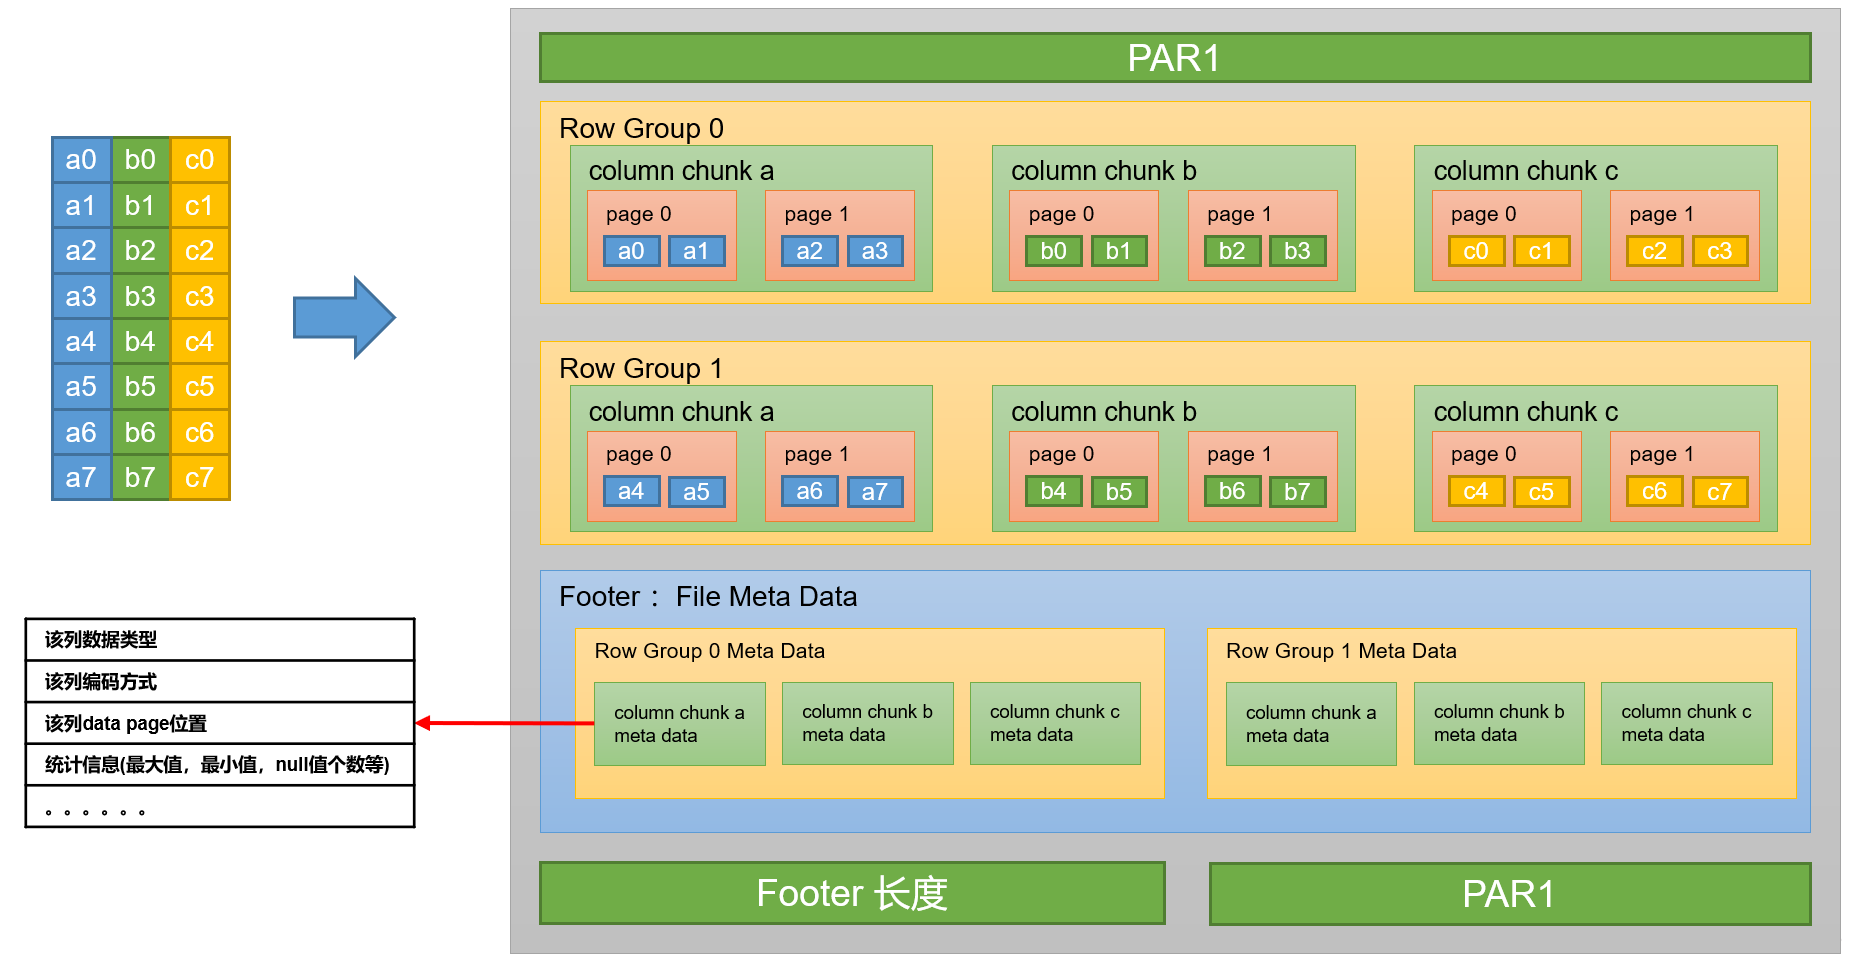 PAR1
a0 b0 c0
a1 b1 c1
a2 b2 c2
a3 b3 c3
a4 b4 c4
a5 b5 c5
a6 b6 c6
a7 b7 c7
Row Group 0
column chunk a
page 0
a0 a1
page 1
a2 a3
column chunk b
page 0
b0 b1
page 1
b2 b3
column chunk c
page 0
c0 c1
page 1
c2 c3
Row Group 1
column chunk a
page 0
a4 a5
page 1
a6 a7
column chunk b
page 0
b4 b5
page 1
b6 b7
column chunk c
page 0
c4 c5
page 1
c6 c7
Footer： File Meta Data
Row Group 0 Meta Data
column chunk a
meta data
column chunk b
meta data
column chunk c
meta data
Row Group 1 Meta Data
column chunk a
meta data
column chunk b
meta data
column chunk c
meta data
该列数据类型
该列编码方式
该列data page位置
统计信息(最大值，最小值，null值个数等)
。。。。。。
Footer 长度
PAR1